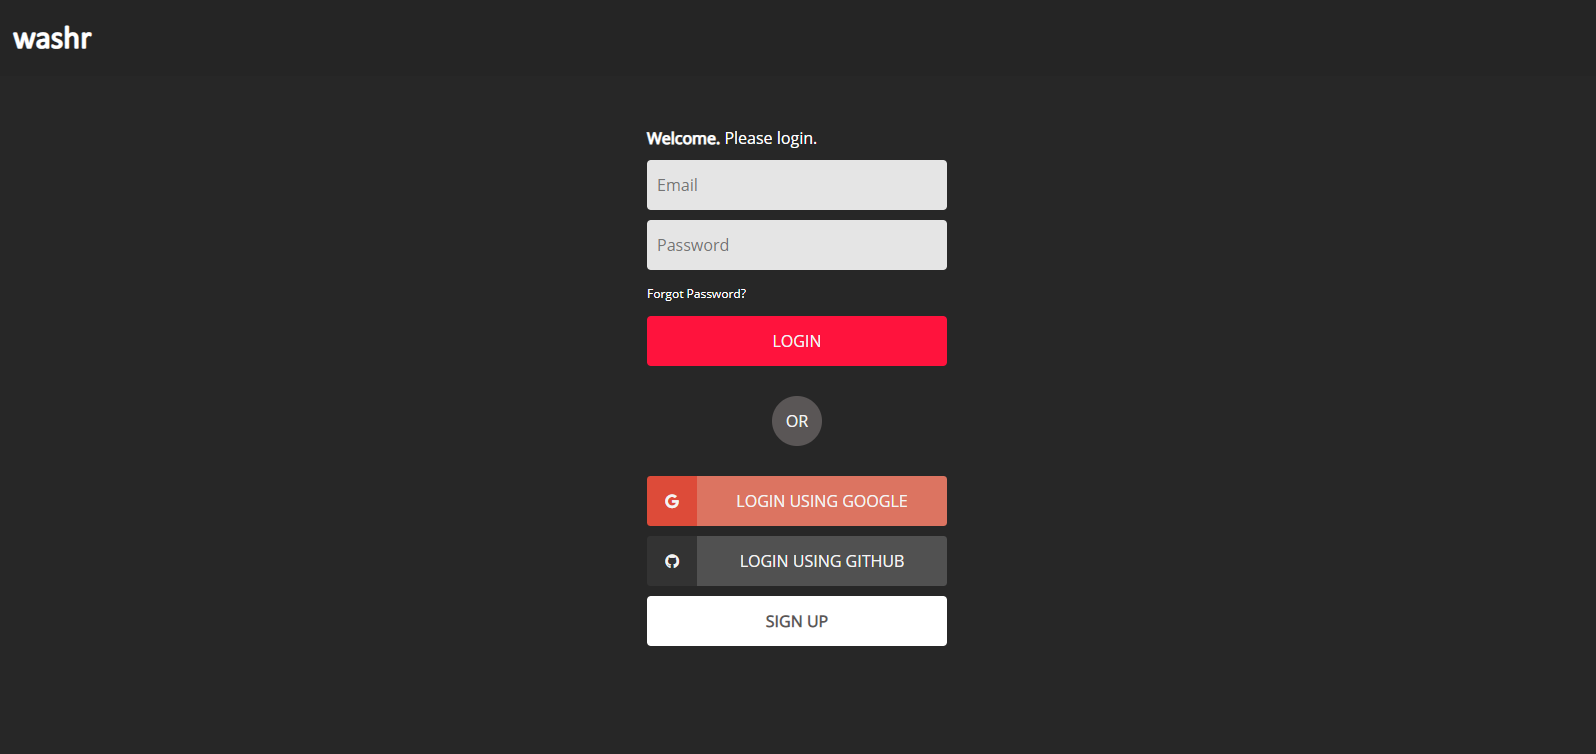 washr
Welcome. Please login.
Email
Password
Forgot Password?
LOGIN
OR
LOGIN USING GOOGLE
LOGIN USING GITHUB
SIGN UP